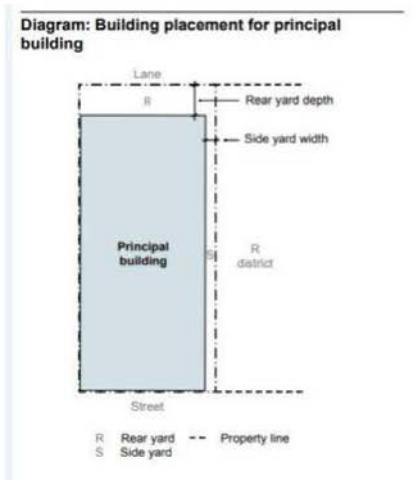 Diagram: Building placement for principal
building
Lane
R
Rear yard depth
Side yard width
Principal
building
S
R
district
Street
R Rear yard -- Property line
S Side yard